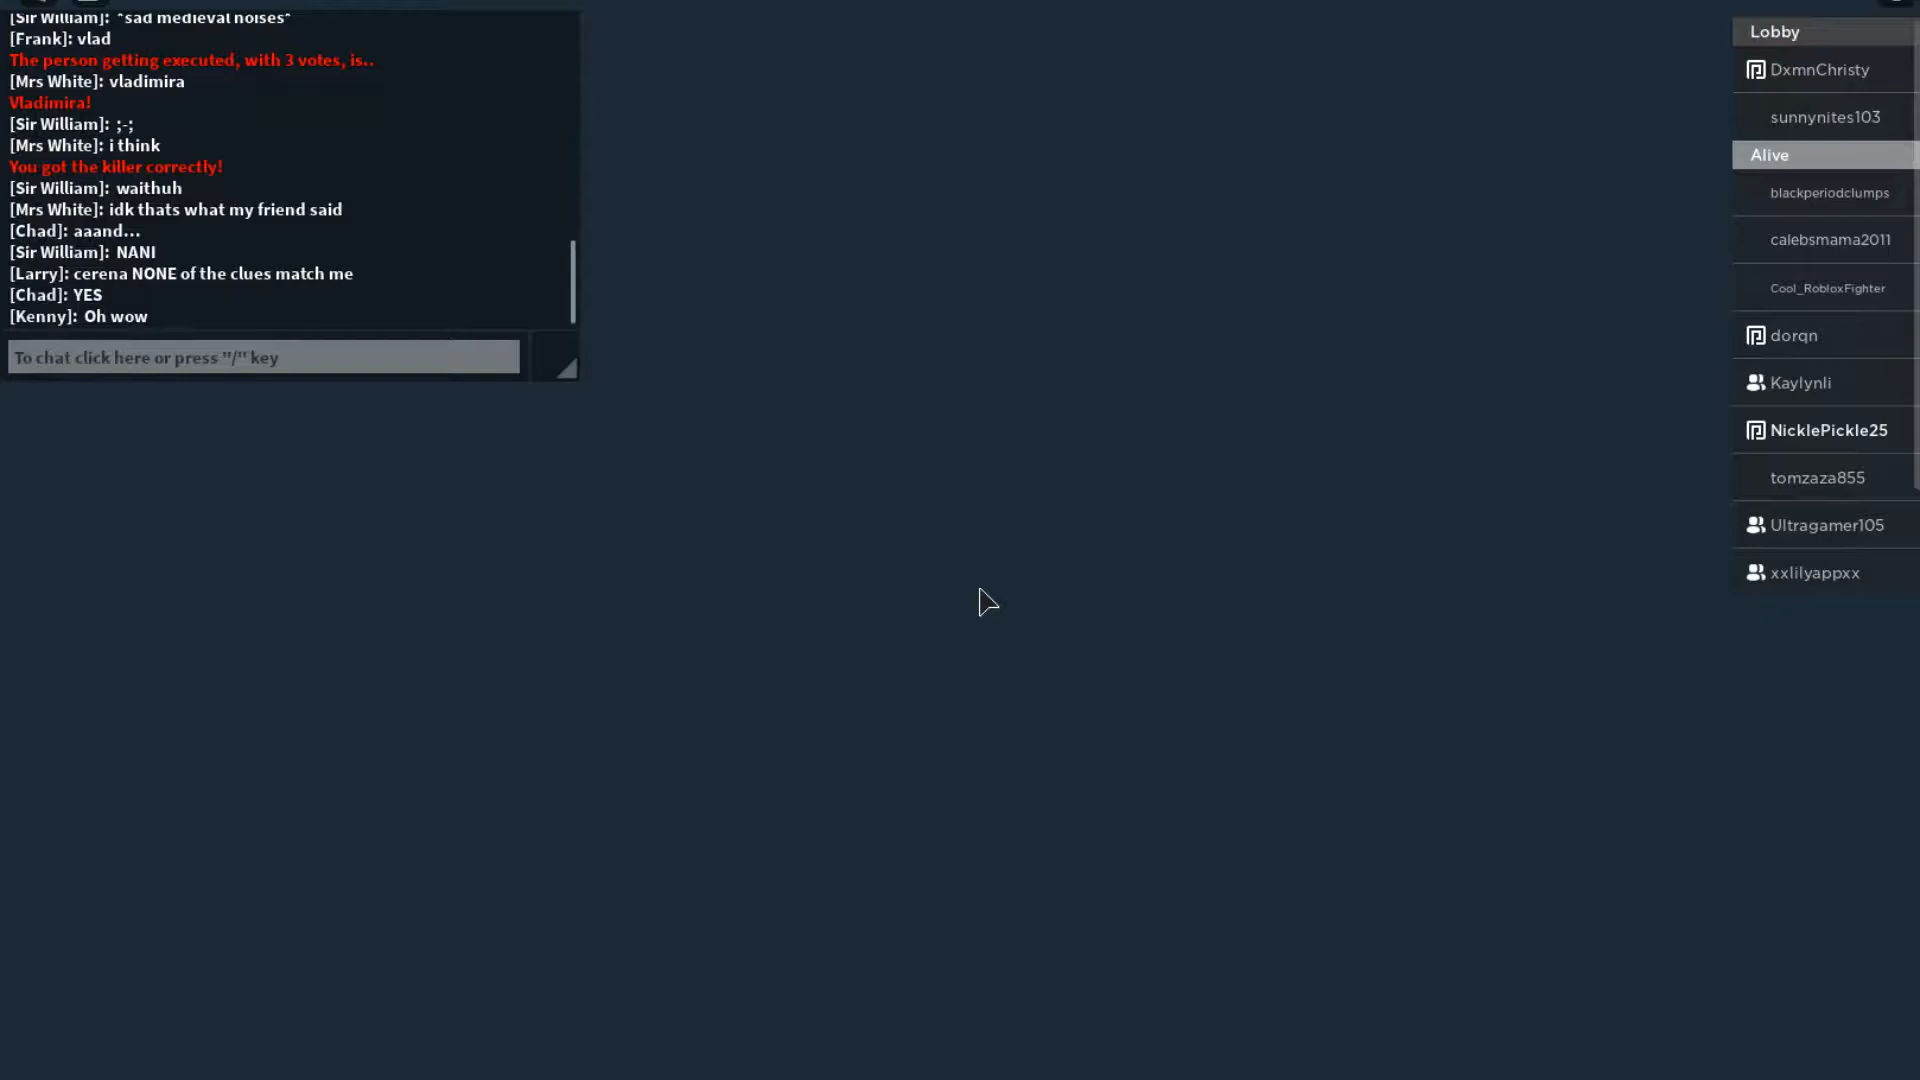 [Sir William]: *sad medieval noises*
[Frank]: vlad
The person getting executed, with 3 votes, is..
[Mrs White]: vladimira
Vladimira!
[Sir William]: ;-;
[Mrs White]: i think
You got the killer correctly!
[Sir William]: waithuh
[Mrs White]: idk thats what my friend said
[Chad]: aaand...
[Sir William]: NANI
[Larry]: cerena NONE of the clues match me
[Chad]: YES
[Kenny]: Oh wow
To chat click here or press "/" key
Lobby
DxmnChristy
sunnynites103
Alive
blackperiodclumps
calebsmama2011
Cool_RobloxFighter
dorqn
Kaylynli
NicklePickle25
tomzaza855
Ultragamer105
xxlilyappxx